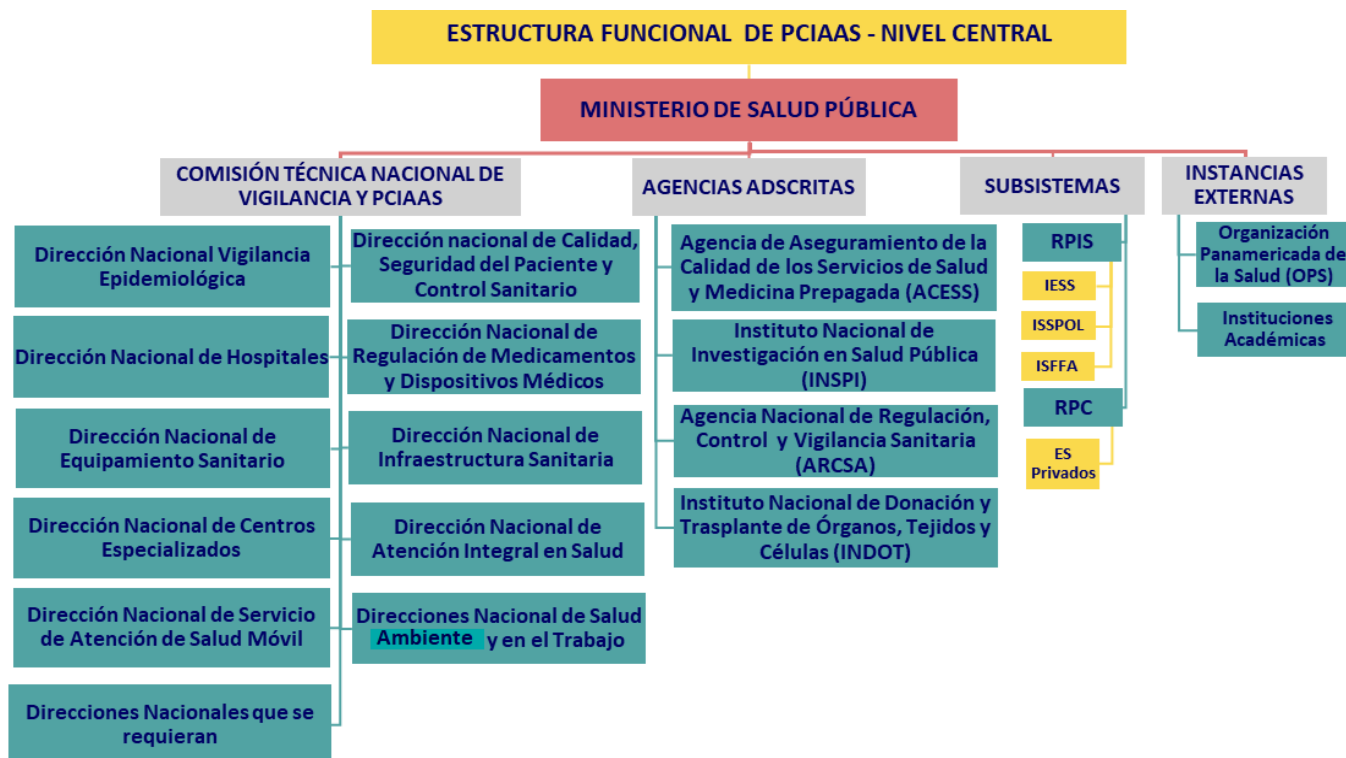 ESTRUCTURA FUNCIONAL DE PCIAAS - NIVEL CENTRAL
MINISTERIO DE SALUD PÚBLICA
COMISIÓN TÉCNICA NACIONAL DE
VIGILANCIA Y PCIAAS
Dirección Nacional Vigilancia
Epidemiológica
Dirección Nacional de Hospitales
Dirección Nacional de
Equipamiento Sanitario
Dirección Nacional de Centros
Especializados
Dirección Nacional de Servicio
de Atención de Salud Móvil
Direcciones Nacionales que se
requieran
Dirección nacional de Calidad,
Seguridad del Paciente y
Control Sanitario
Dirección Nacional de
Regulación de Medicamentos
y Dispositivos Médicos
Dirección Nacional de
Infraestructura Sanitaria
Dirección Nacional de
Atención Integral en Salud
Direcciones Nacional de Salud
Ambiente y en el Trabajo
AGENCIAS ADSCRITAS
Agencia de Aseguramiento de la
Calidad de los Servicios de Salud
y Medicina Prepagada (ACESS)
Instituto Nacional de
Investigación en Salud Pública
(INSPI)
Agencia Nacional de Regulación,
Control y Vigilancia Sanitaria
(ARCSA)
Instituto Nacional de Donación y
Trasplante de Órganos, Tejidos y
Células (INDOT)
SUBSISTEMAS
RPIS
IESS
ISSPOL
ISFFA
RPC
ES
Privados
INSTANCIAS
EXTERNAS
Organización
Panamericada de
la Salud (OPS)
Instituciones
Académicas